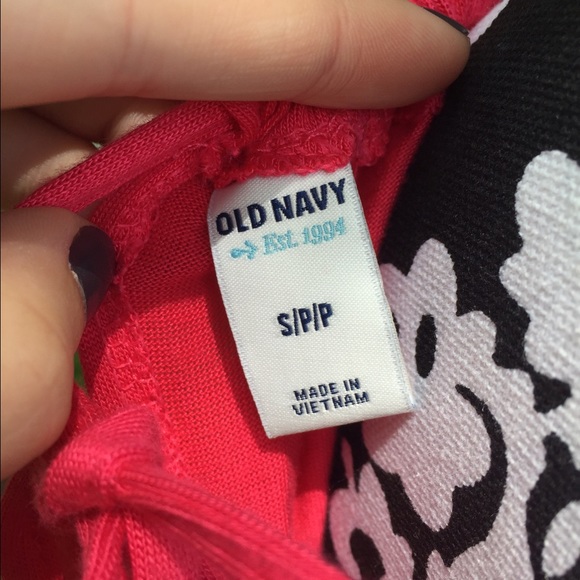 OLD NAVY
Est. 1994
S/P/P
MADE IN
VIETNAM